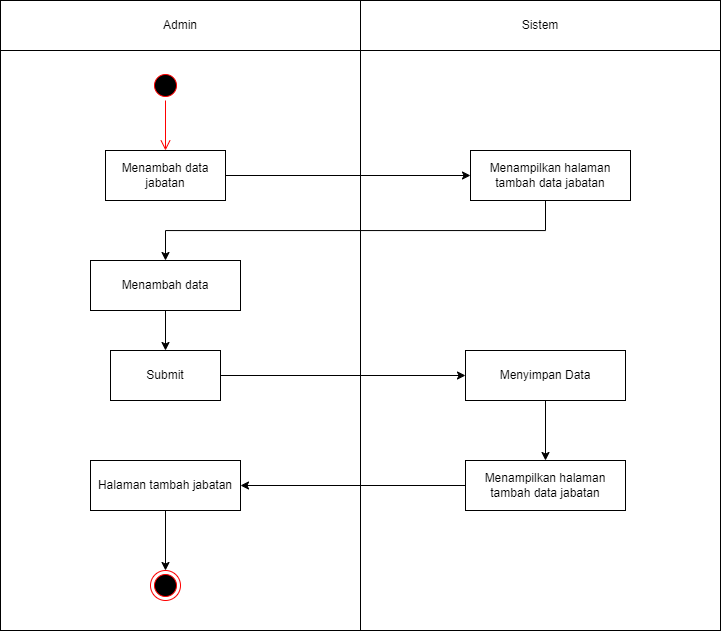 Admin
Sistem
Menambah data
jabatan
Menampilkan halaman
tambah data jabatan
Menambah data
Submit
Menyimpan Data
Halaman tambah jabatan
Menampilkan halaman
tambah data jabatan